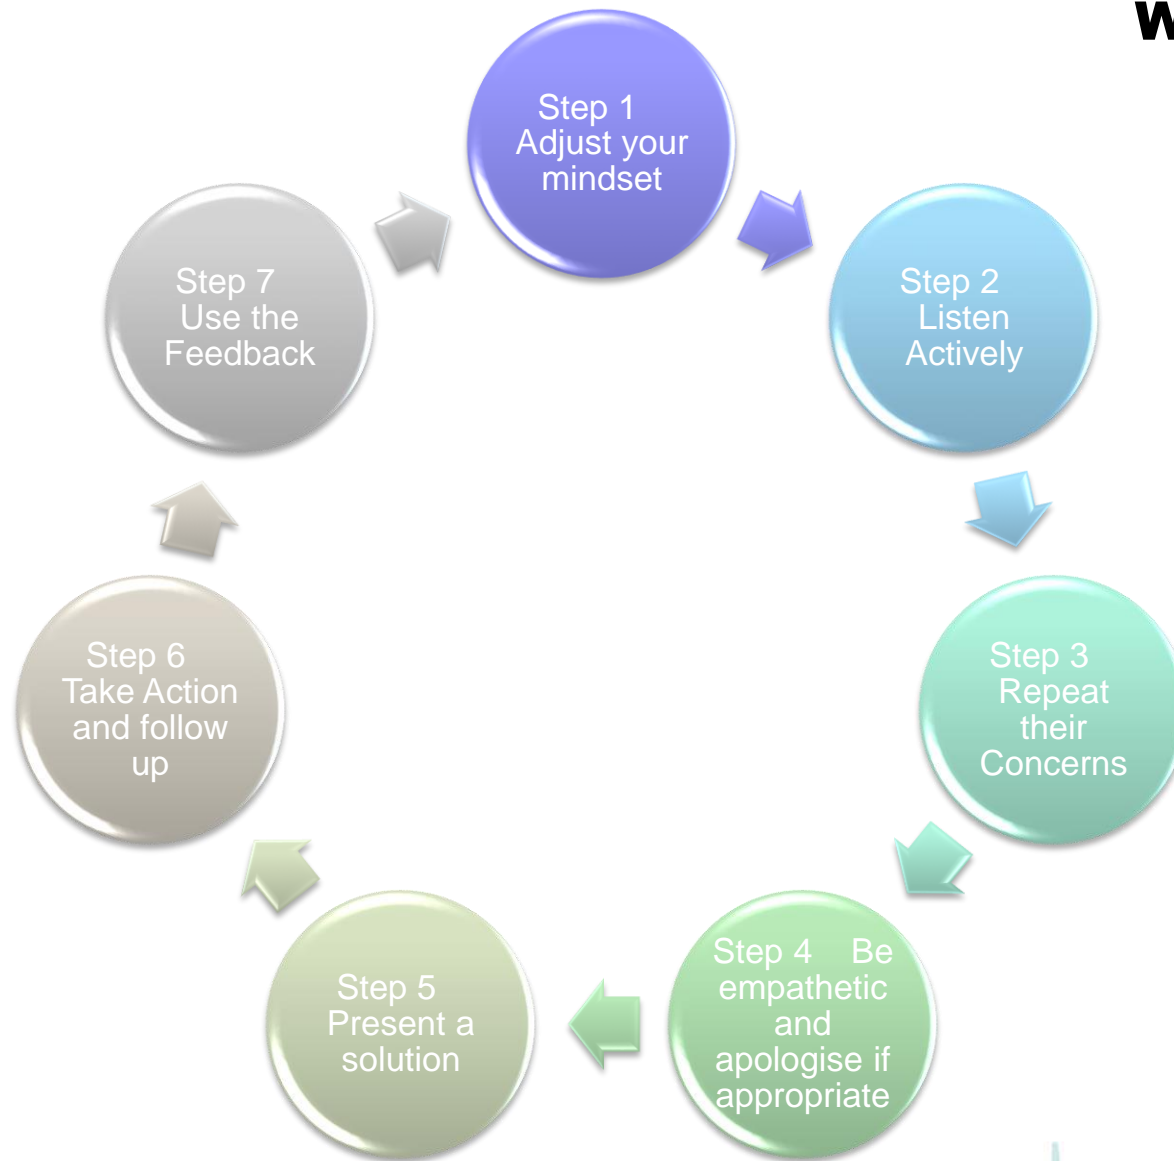 Step 1
Adjust your
mindset
Step 2
Listen
Actively
Step 3
Repeat
their
Concerns
Step 4 Be
empathetic
and
apologise if
appropriate
Step 5
Present a
solution
Step 6
Take Action
and follow
up
Step 7
Use the
Feedback